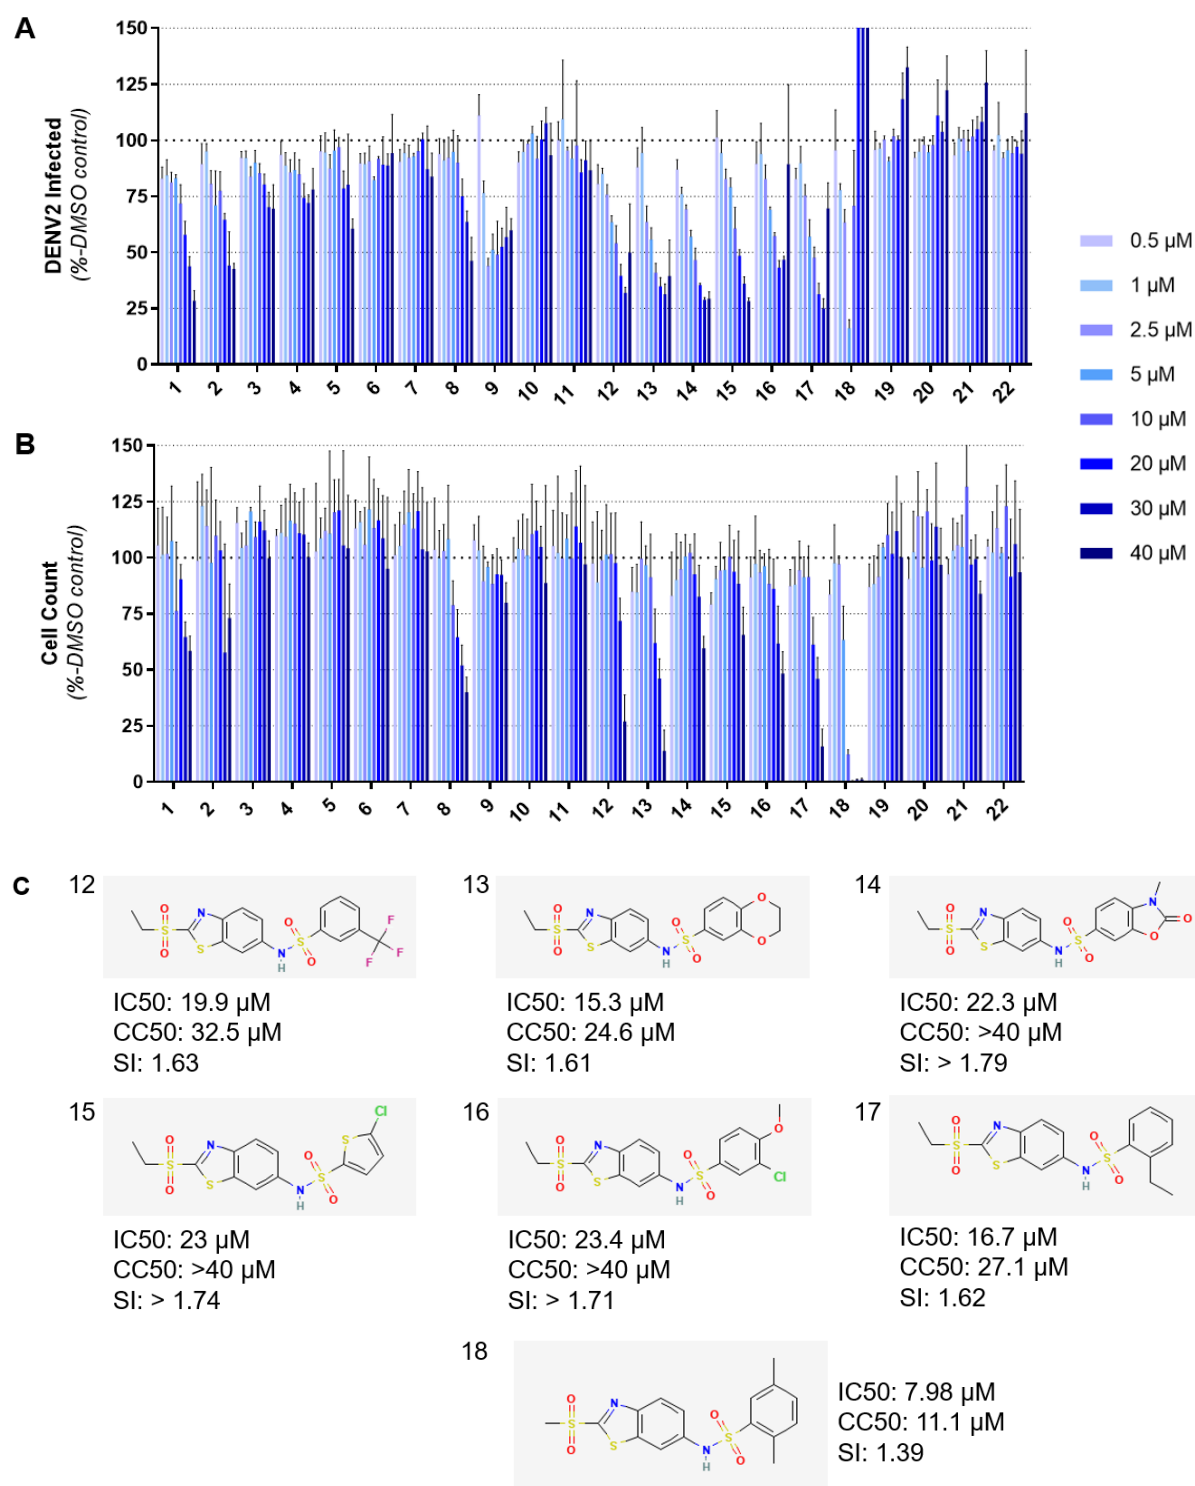 A
150
125
100
75
50
25
0
DENV2 Infected
(%-DMSO control)
1 2 3 4 5 6 7 8 9 10 11 12 13 14 15 16 17 18 19 20 21 22
0.5 µM
1 µM
2.5 µM
5 µM
10 µM
20 µM
30 µM
40 µM
B
150
125
100
75
50
25
0
Cell Count
(%-DMSO control)
1 2 3 4 5 6 7 8 9 10 11 12 13 14 15 16 17 18 19 20 21 22
C
12
O
S
O
N
S
N
H
O
S
O
F
F
F
IC50: 19.9 µM
CC50: 32.5 µM
SI: 1.63
13
O
S
O
N
S
N
H
O
S
O
O
O
IC50: 15.3 µM
CC50: 24.6 µM
SI: 1.61
14
O
S
O
N
S
N
H
O
S
O
N
O
O
IC50: 22.3 µM
CC50: >40 µM
SI: > 1.79
15
O
S
O
N
S
N
H
O
S
O
S
Cl
IC50: 23 µM
CC50: >40 µM
SI: > 1.74
16
O
S
O
N
S
N
H
O
S
O
O
Cl
IC50: 23.4 µM
CC50: >40 µM
SI: > 1.71
17
O
S
O
N
S
N
H
O
S
O
IC50: 16.7 µM
CC50: 27.1 µM
SI: 1.62
18
O
S
O
N
S
N
H
O
S
O
IC50: 7.98 µM
CC50: 11.1 µM
SI: 1.39